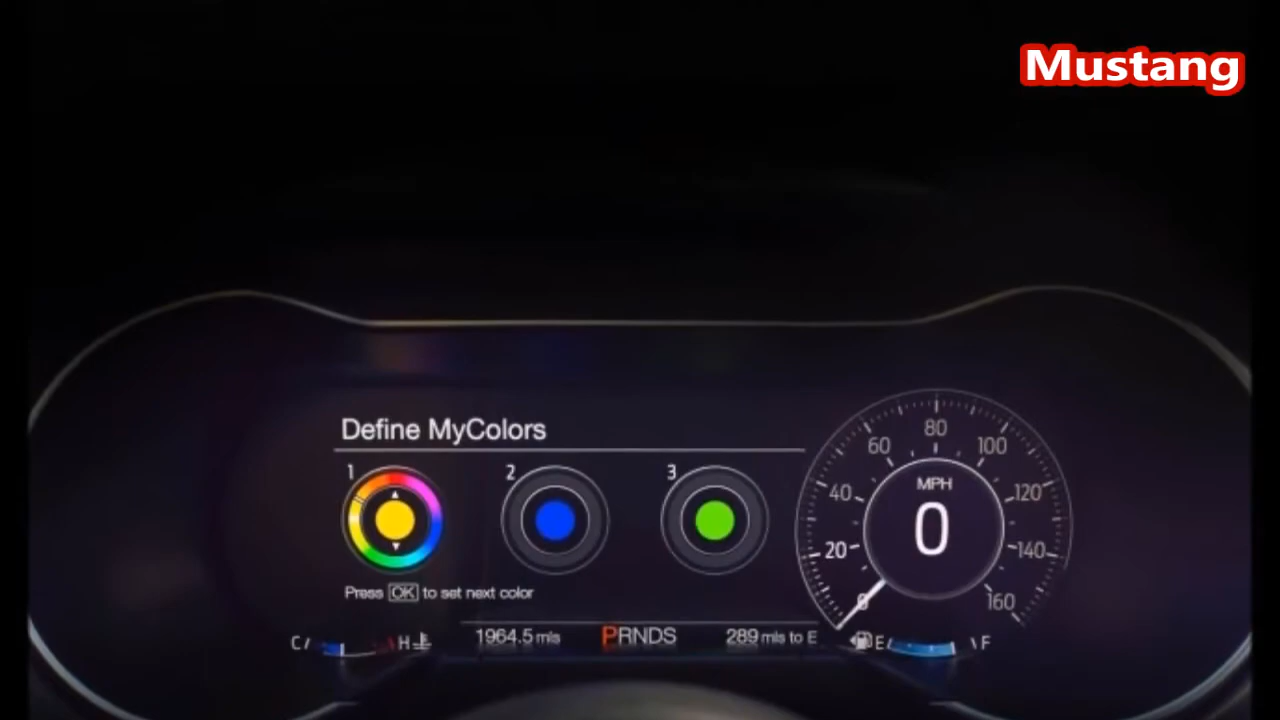 Mustang
Define MyColors
1 2 3
Press OK to set next color
1964.5 mls PRNDS 289 mls to E
C H
E F
MPH
0
0 20 40 60 80 100 120 140 160